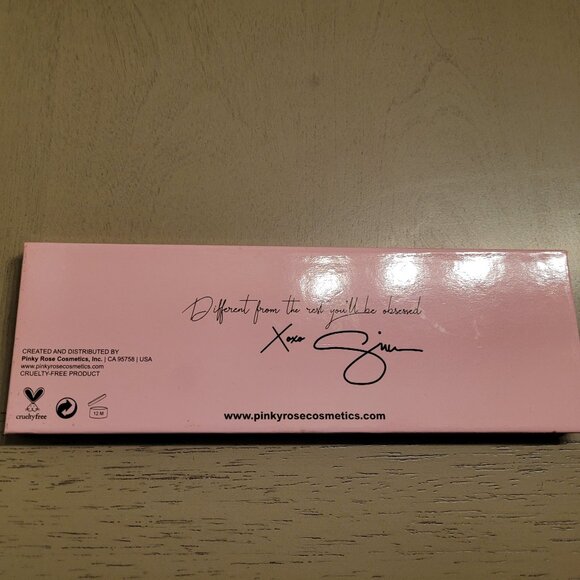 Different from the rest you'll be obsessed
Xoxo
CREATED AND DISTRIBUTED BY
Pinky Rose Cosmetics, Inc. | CA 95758 | USA
www.pinkyrosecosmetics.com
CRUELTY-FREE PRODUCT
crueltyfree
12 M
www.pinkyrosecosmetics.com